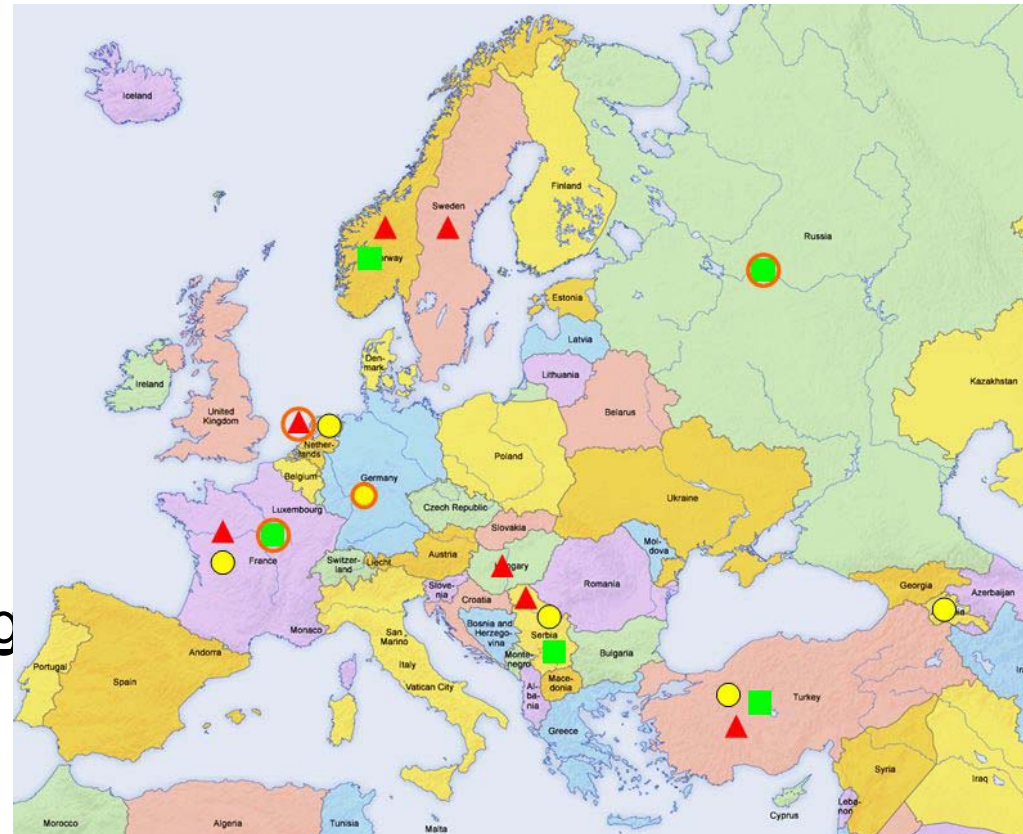 Iceland
Finland
Sweden
Russia
rway
Estonia
Latvia
Den-
mark
Lithuania
Ireland
Kazakhstan
United
Kingdom
Belarus
Nether-
lands
Poland
Belgium
Germany
Ukraine
Luxembourg
Czech Republic
Slovakia
Mol-
dova
France
Switzer-
land
Liecht
Austria
gary
Romania
Georgia
Azerbaijan
Slove-
nia
Croatia
Monaco
San
Marino
Bosnia and
Herzego-
vina
Serbia
g
Andorra
Italy
Monte-
negro
Bulgaria
Portugal
Spain
Vatican City
Mace-
donia
Al-
ba-
nia
Turkey
Greece
Syria
Iraq
Leba-
non
Cyprus
Morocco
Algeria
Tunisia
Malta